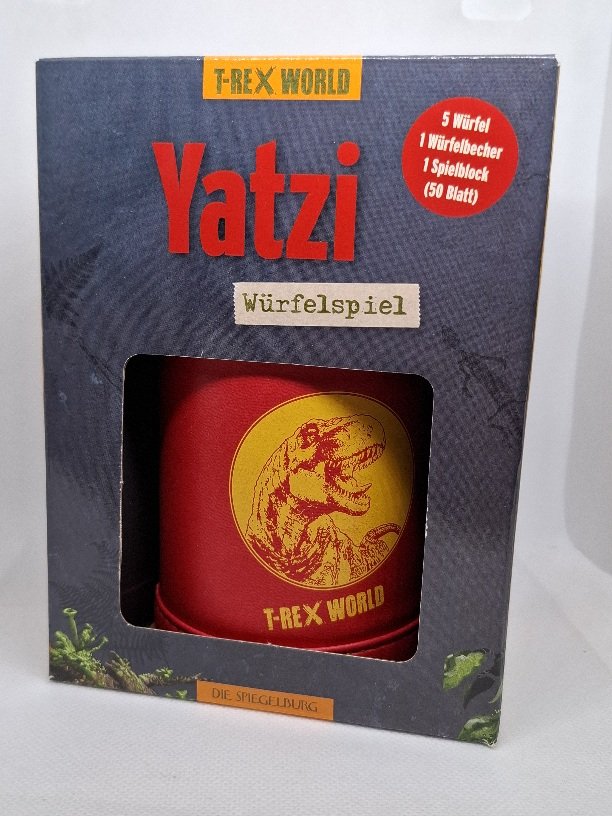 T-REX WORLD
5 Würfel
1 Würfelbecher
1 Spielblock
(50 Blatt)
Yatzi
Würfelspiel
T-REX WORLD
DIE SPIEGELBURG